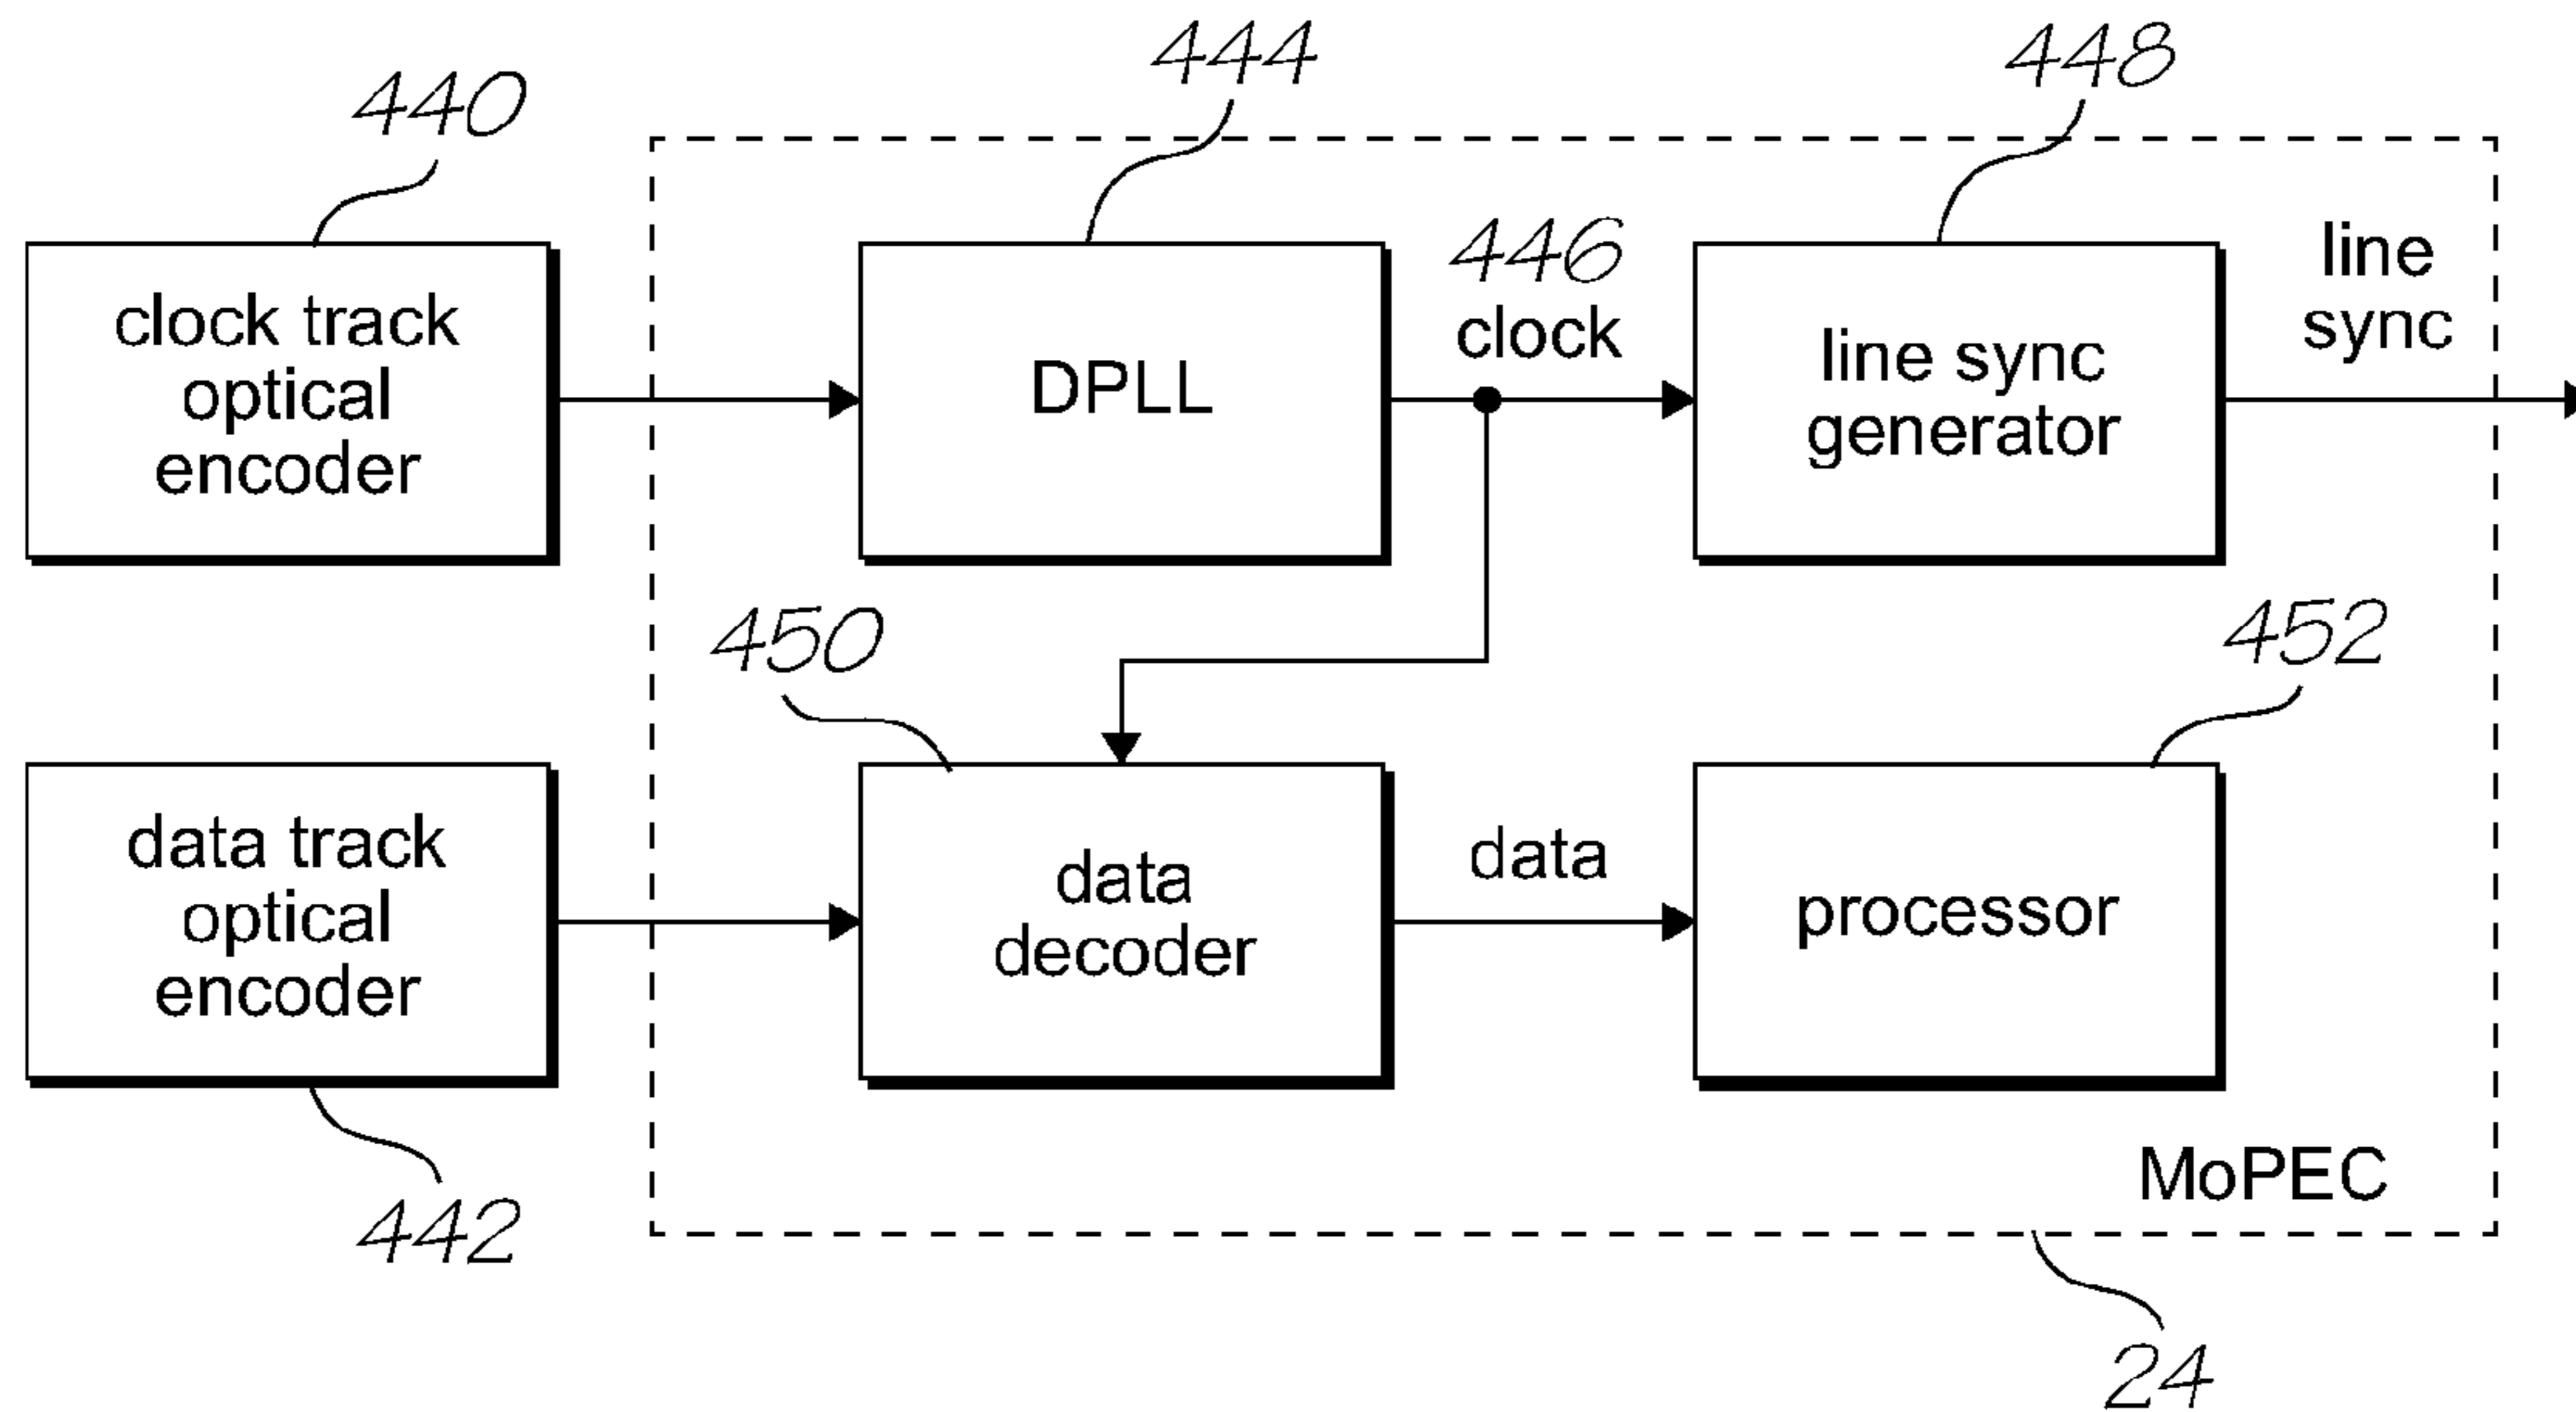 440
444
448
clock track
optical
encoder
DPLL
446
clock
line sync
generator
line
sync
450
452
data track
optical
encoder
data
decoder
data
processor
442
MoPEC
24